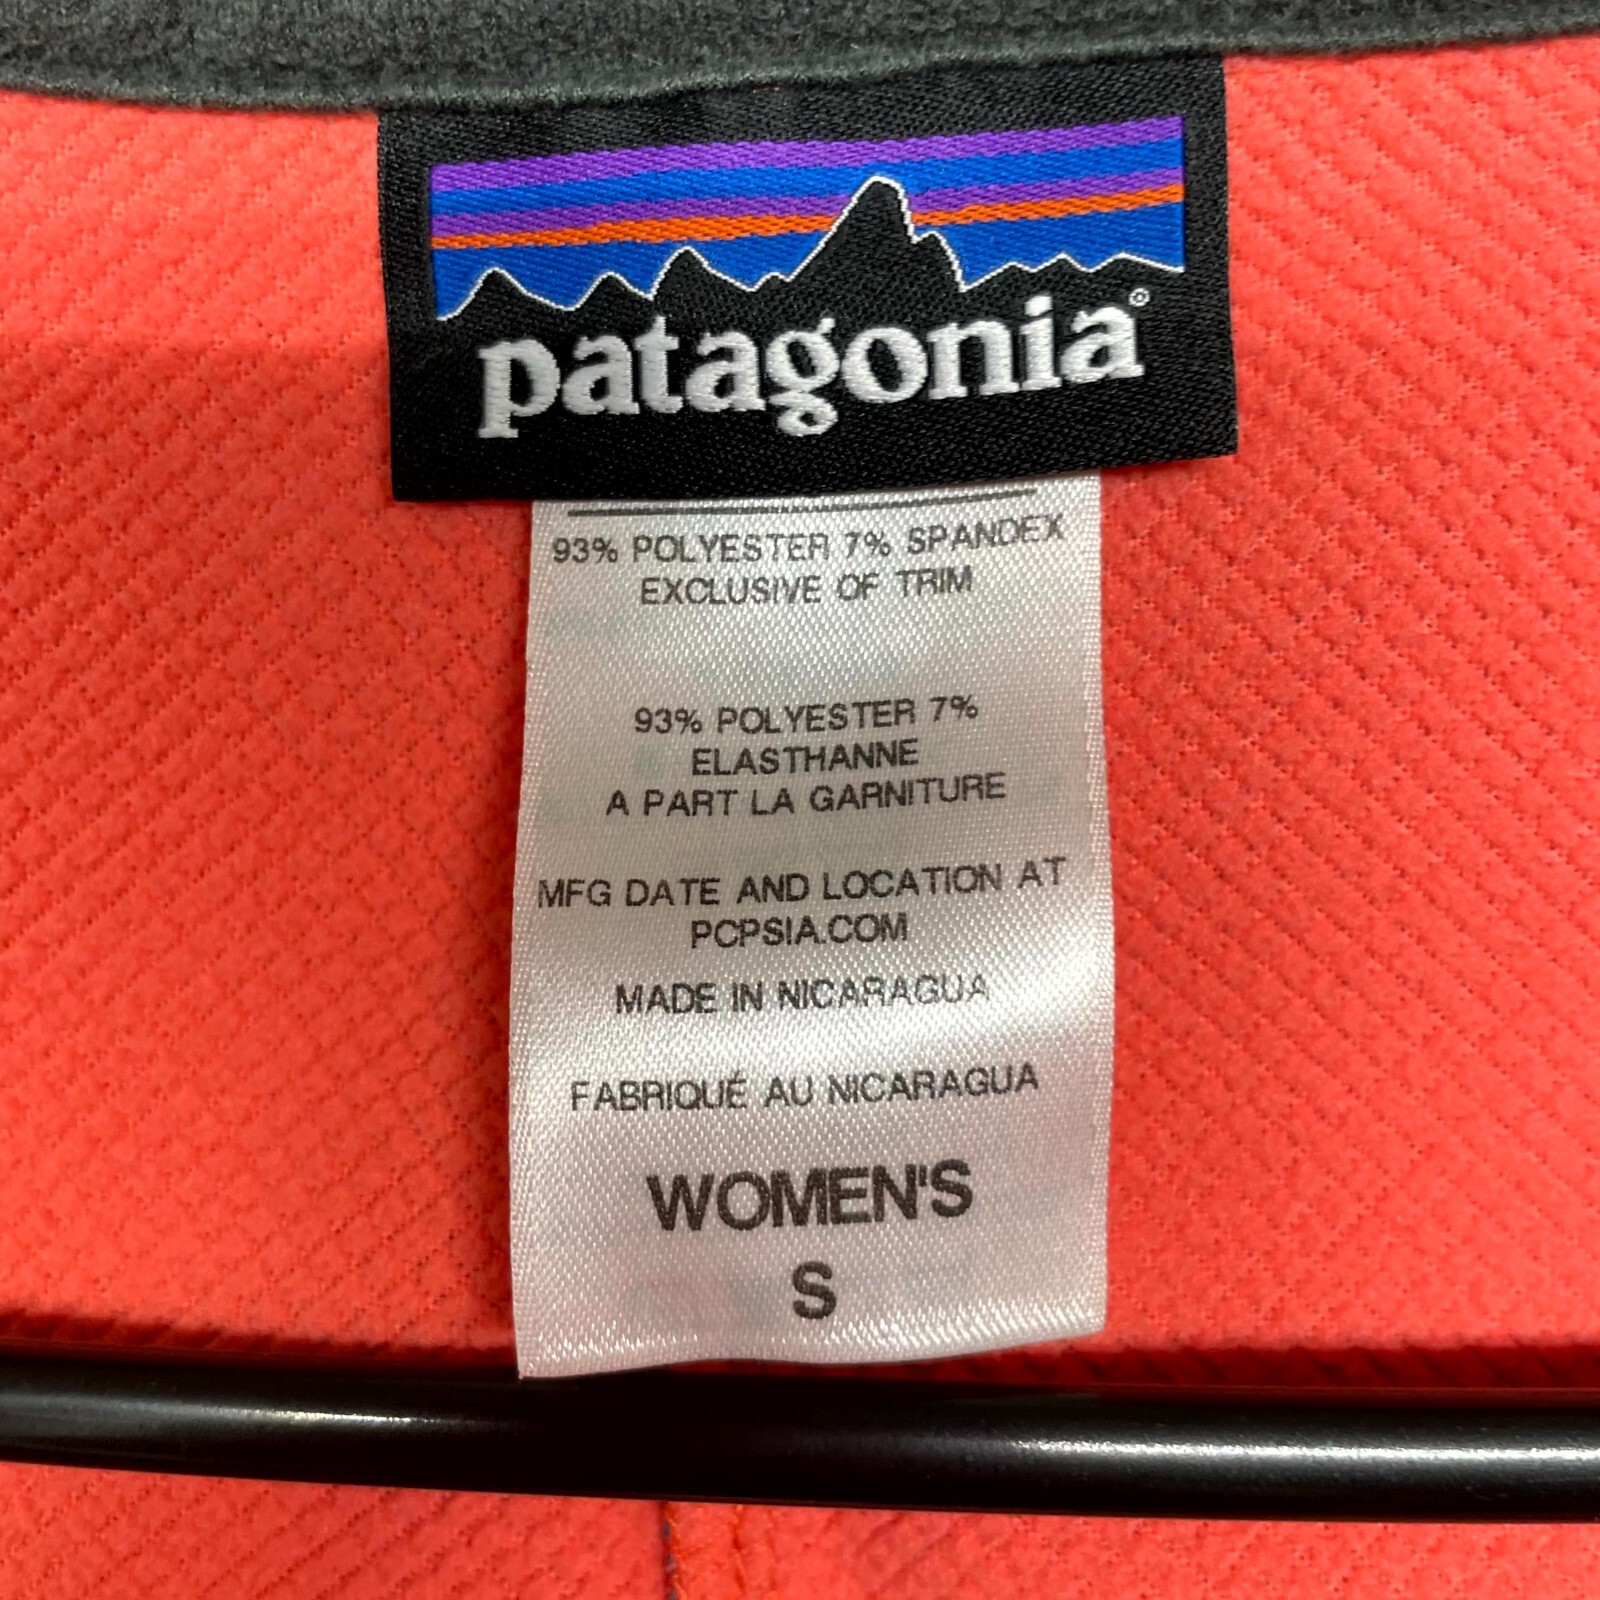 patagonia®
93% POLYESTER 7% SPANDEX
EXCLUSIVE OF TRIM
93% POLYESTER 7%
ELASTHANNE
A PART LA GARNITURE
MFG DATE AND LOCATION AT
PCPSIA.COM
MADE IN NICARAGUA
FABRIQUÉ AU NICARAGUA
WOMEN'S
S